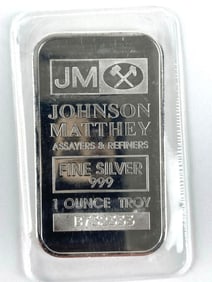 JM
JOHNSON
MATTHEY
ASSAYERS & REFINERS
FINE SILVER
999
1 OUNCE TROY